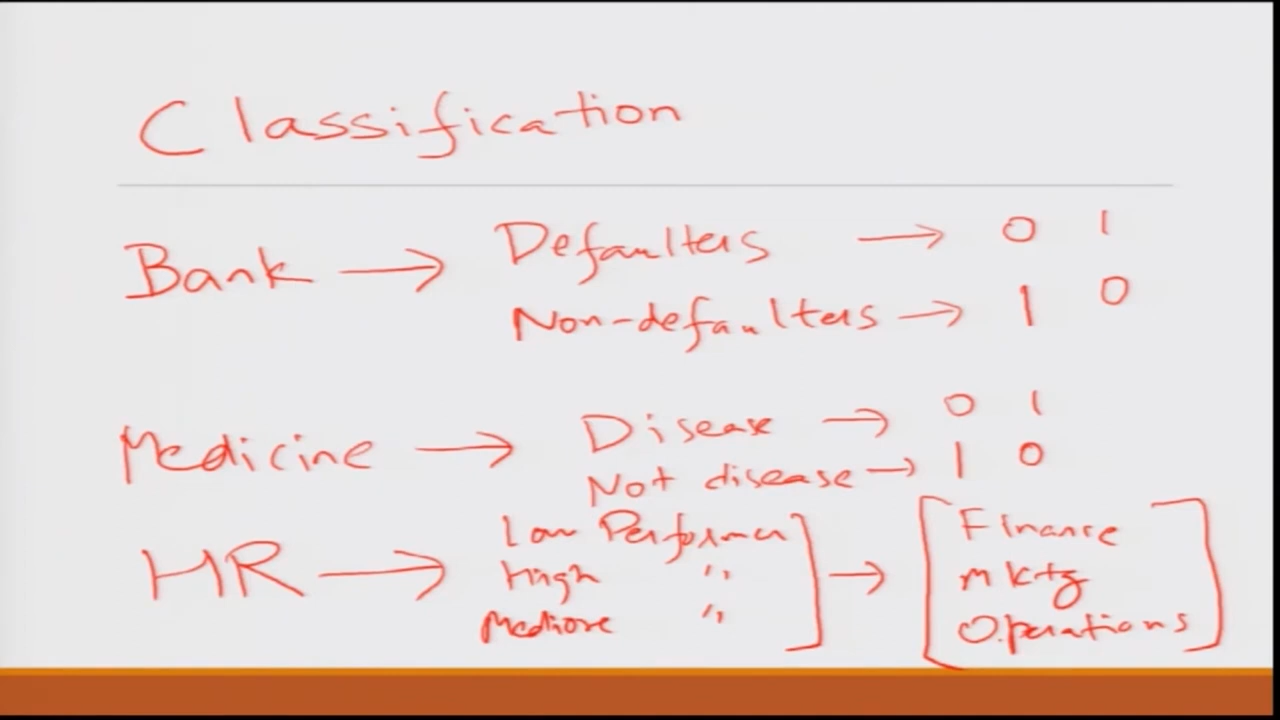 Classification
Bank → Defaulters → 0 1
Non-defaulters → 1 0
Medicine → Disease → 0 1
Not disease → 1 0
HR → Low Performer → Finance
High " Mktg
Mediore " Operations